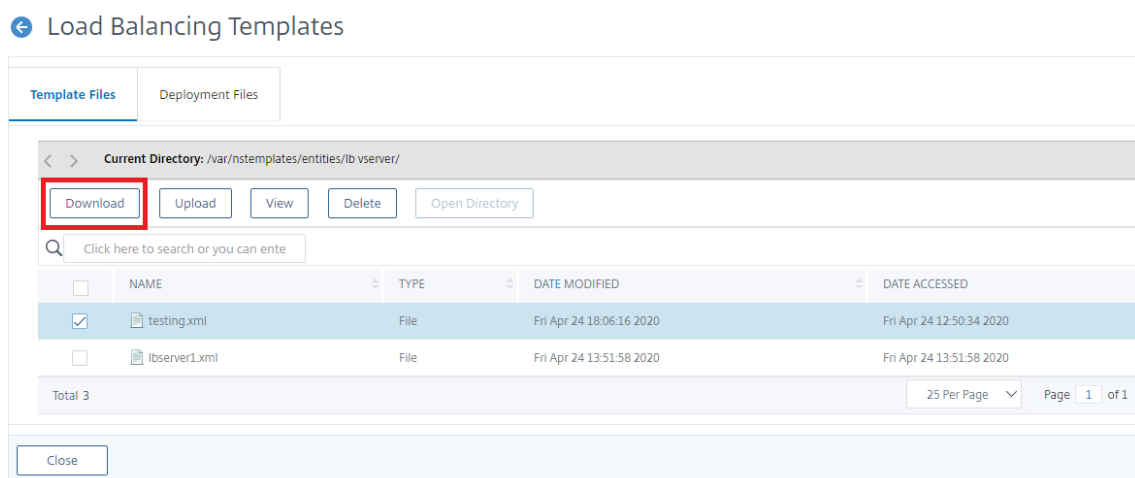 Load Balancing Templates
Template Files Deployment Files
Current Directory: /var/nstemplates/entities/lb vserver/
Download Upload View Delete Open Directory
Click here to search or you can ente
NAME TYPE DATE MODIFIED DATE ACCESSED
testing.xml File Fri Apr 24 18:06:16 2020 Fri Apr 24 12:50:34 2020
lbserver1.xml File Fri Apr 24 13:51:58 2020 Fri Apr 24 13:51:58 2020
Total 3 25 Per Page Page 1 of 1
Close